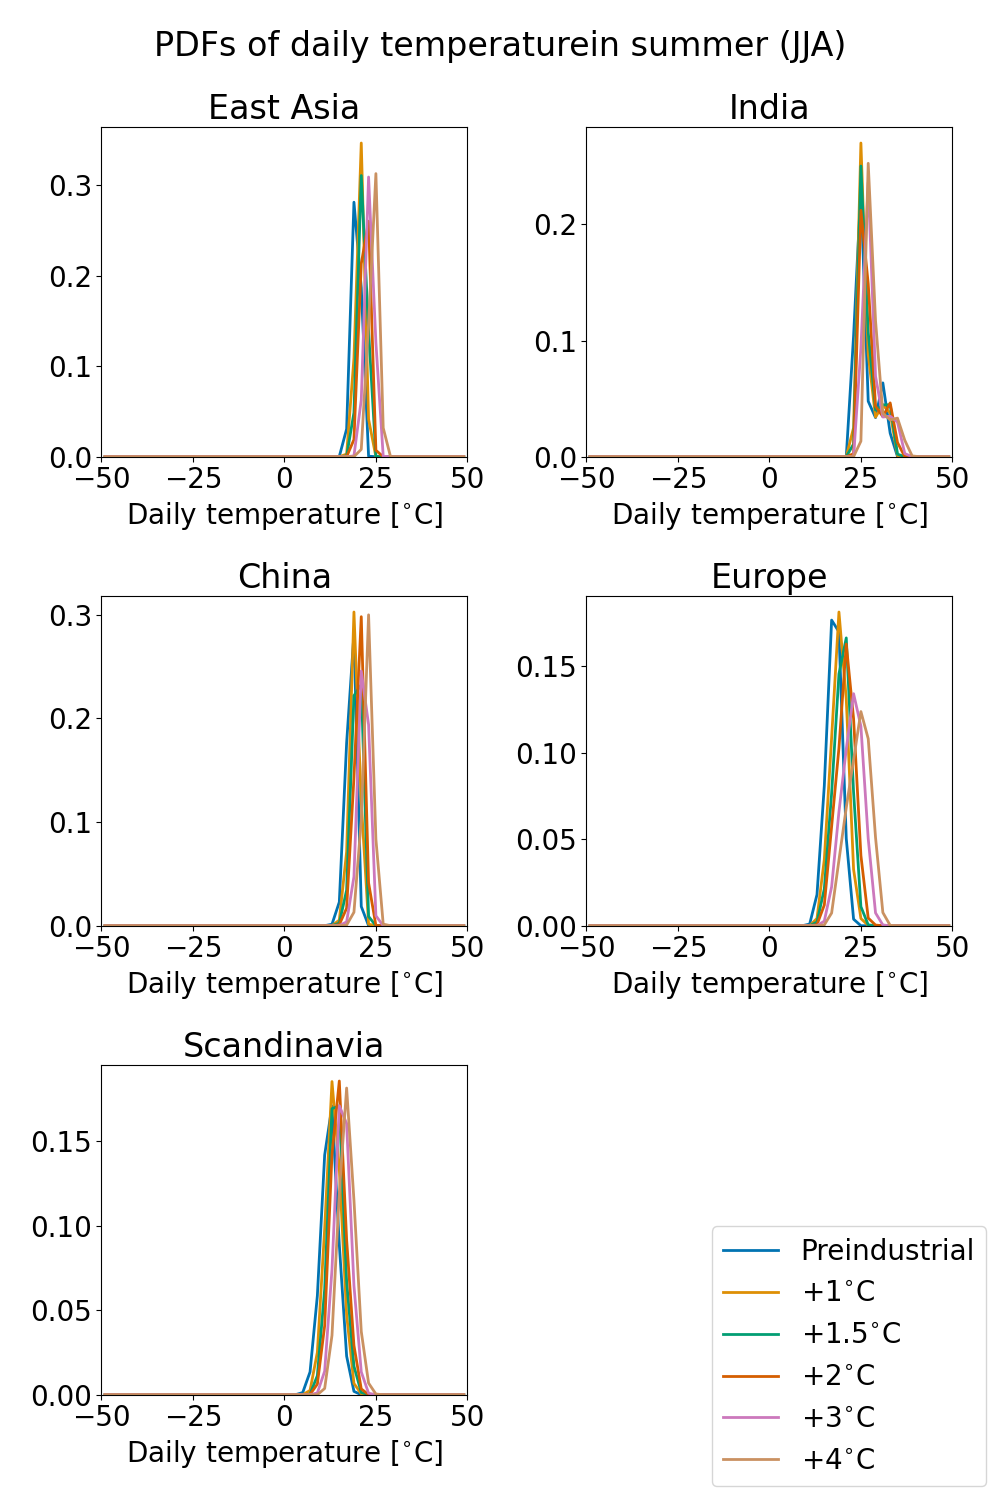 PDFs of daily temperaturein summer (JJA)
East Asia
0.3
0.2
0.1
0.0
−50 −25 0 25 50
Daily temperature [°C]
India
0.2
0.1
0.0
−50 −25 0 25 50
Daily temperature [°C]
China
0.3
0.2
0.1
0.0
−50 −25 0 25 50
Daily temperature [°C]
Europe
0.15
0.10
0.05
0.00
−50 −25 0 25 50
Daily temperature [°C]
Scandinavia
0.15
0.10
0.05
0.00
−50 −25 0 25 50
Daily temperature [°C]
Preindustrial
+1°C
+1.5°C
+2°C
+3°C
+4°C